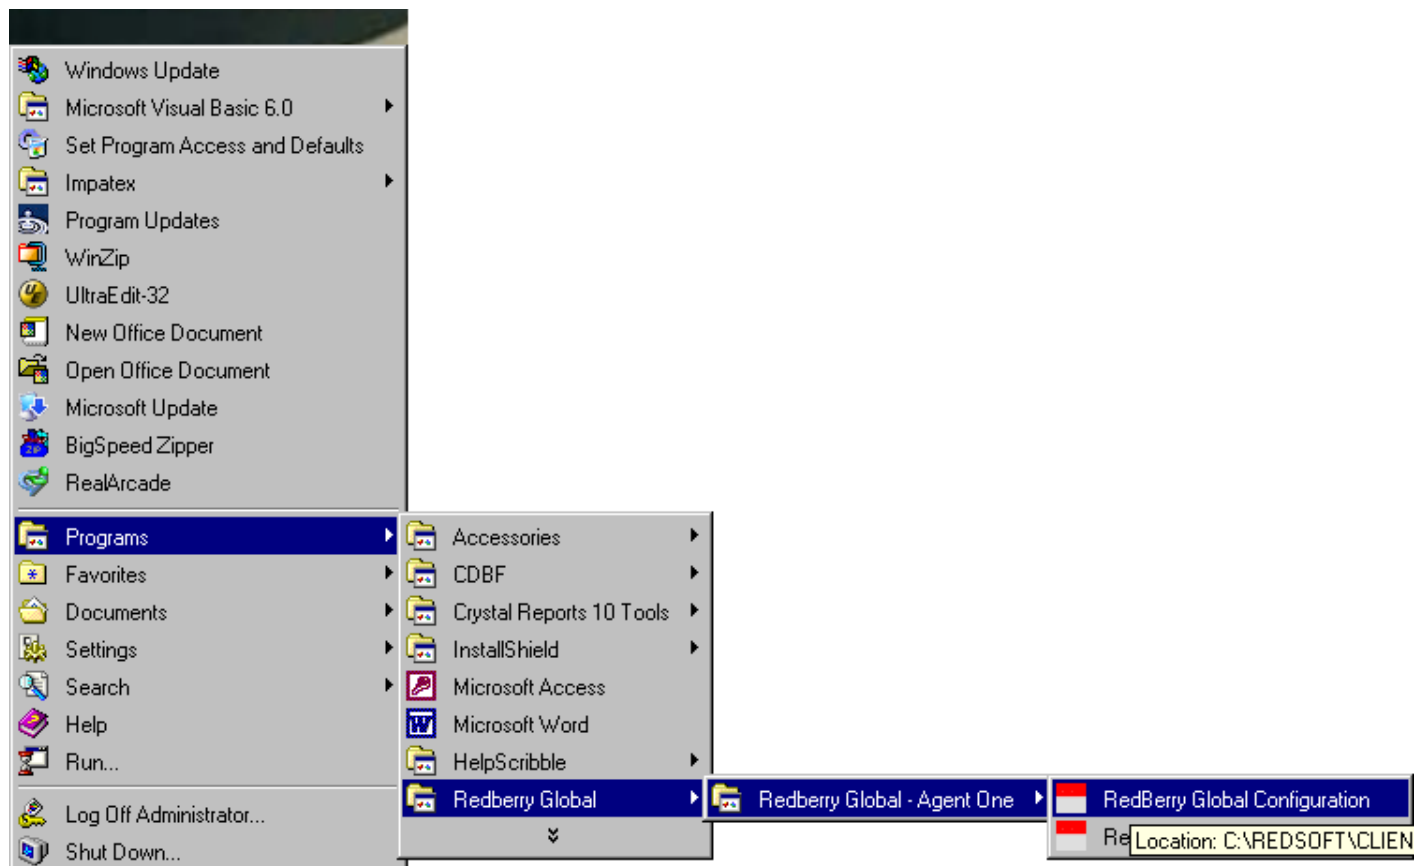 Windows Update
Microsoft Visual Basic 6.0
Set Program Access and Defaults
Impatex
Program Updates
WinZip
UltraEdit-32
New Office Document
Open Office Document
Microsoft Update
BigSpeed Zipper
RealArcade
Programs
Favorites
Documents
Settings
Search
Help
Run...
Log Off Administrator...
Shut Down...
Accessories
CDBF
Crystal Reports 10 Tools
InstallShield
Microsoft Access
Microsoft Word
HelpScribble
Redberry Global
Redberry Global - Agent One
RedBerry Global Configuration
Re
Location: C:\REDSOFT\CLIEN